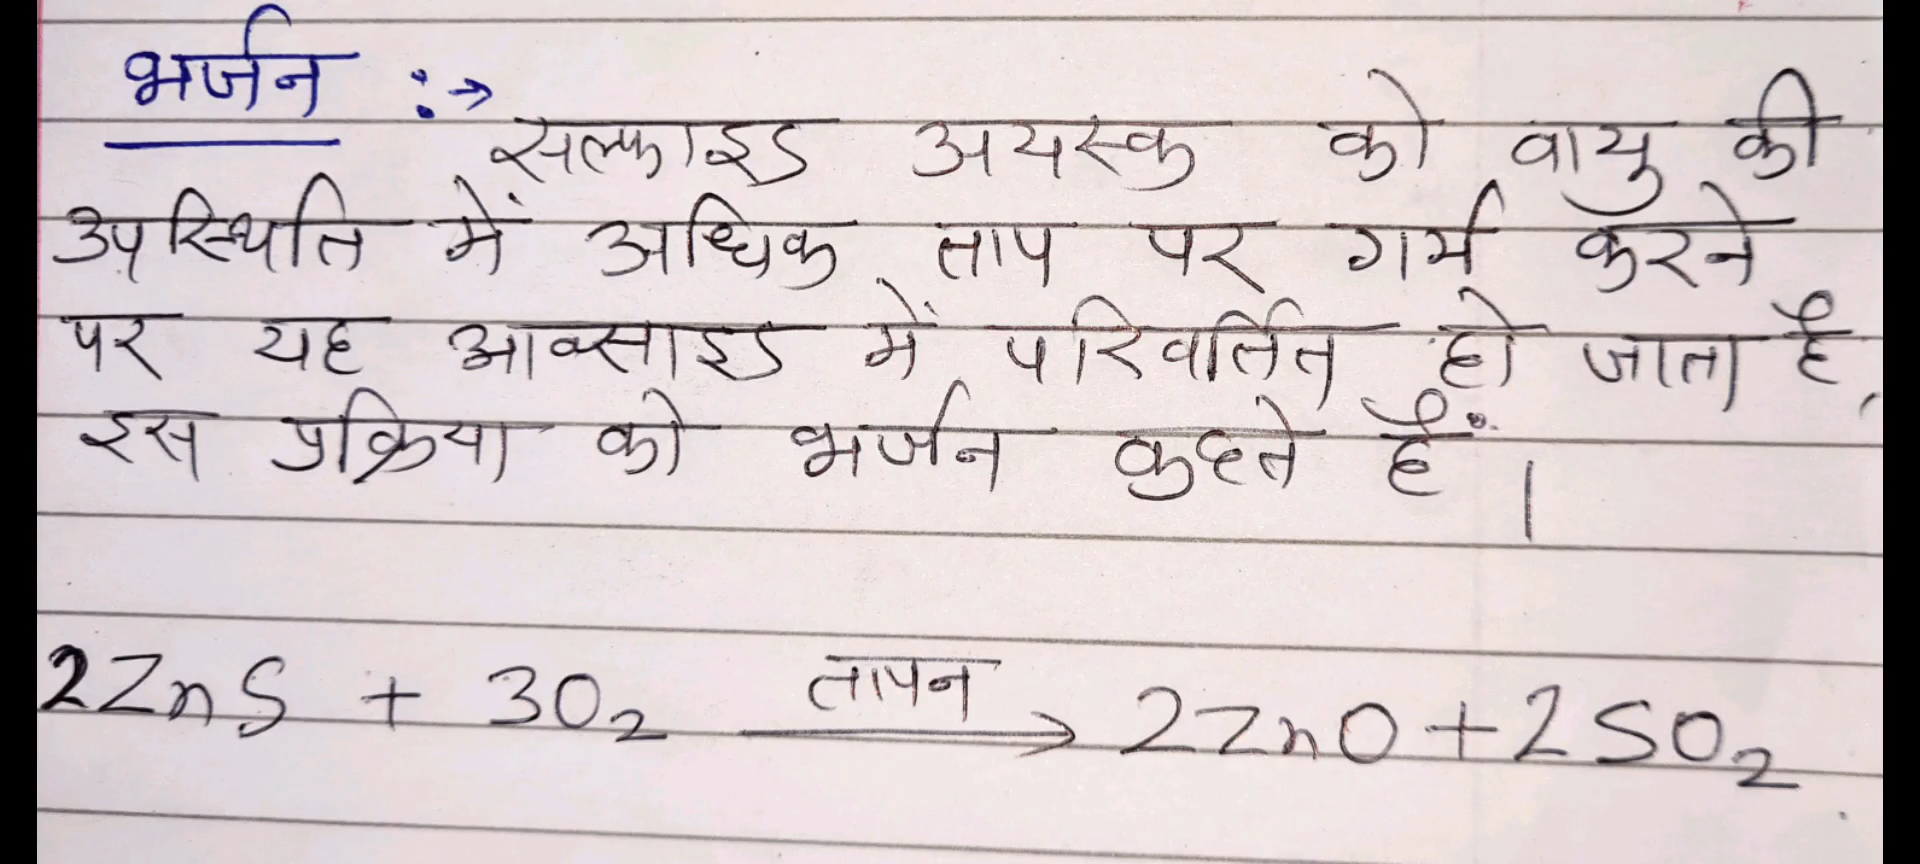 भर्जन :→
सल्फाइड अयस्क को वायु की
उपस्थिति में अधिक ताप पर गर्म करने
पर यह आक्साइड में परिवर्तित हो जाता है,
इस प्रक्रिया को भर्जन कहते हैं।
2ZnS + 3O₂ तापन→ 2ZnO+2SO₂